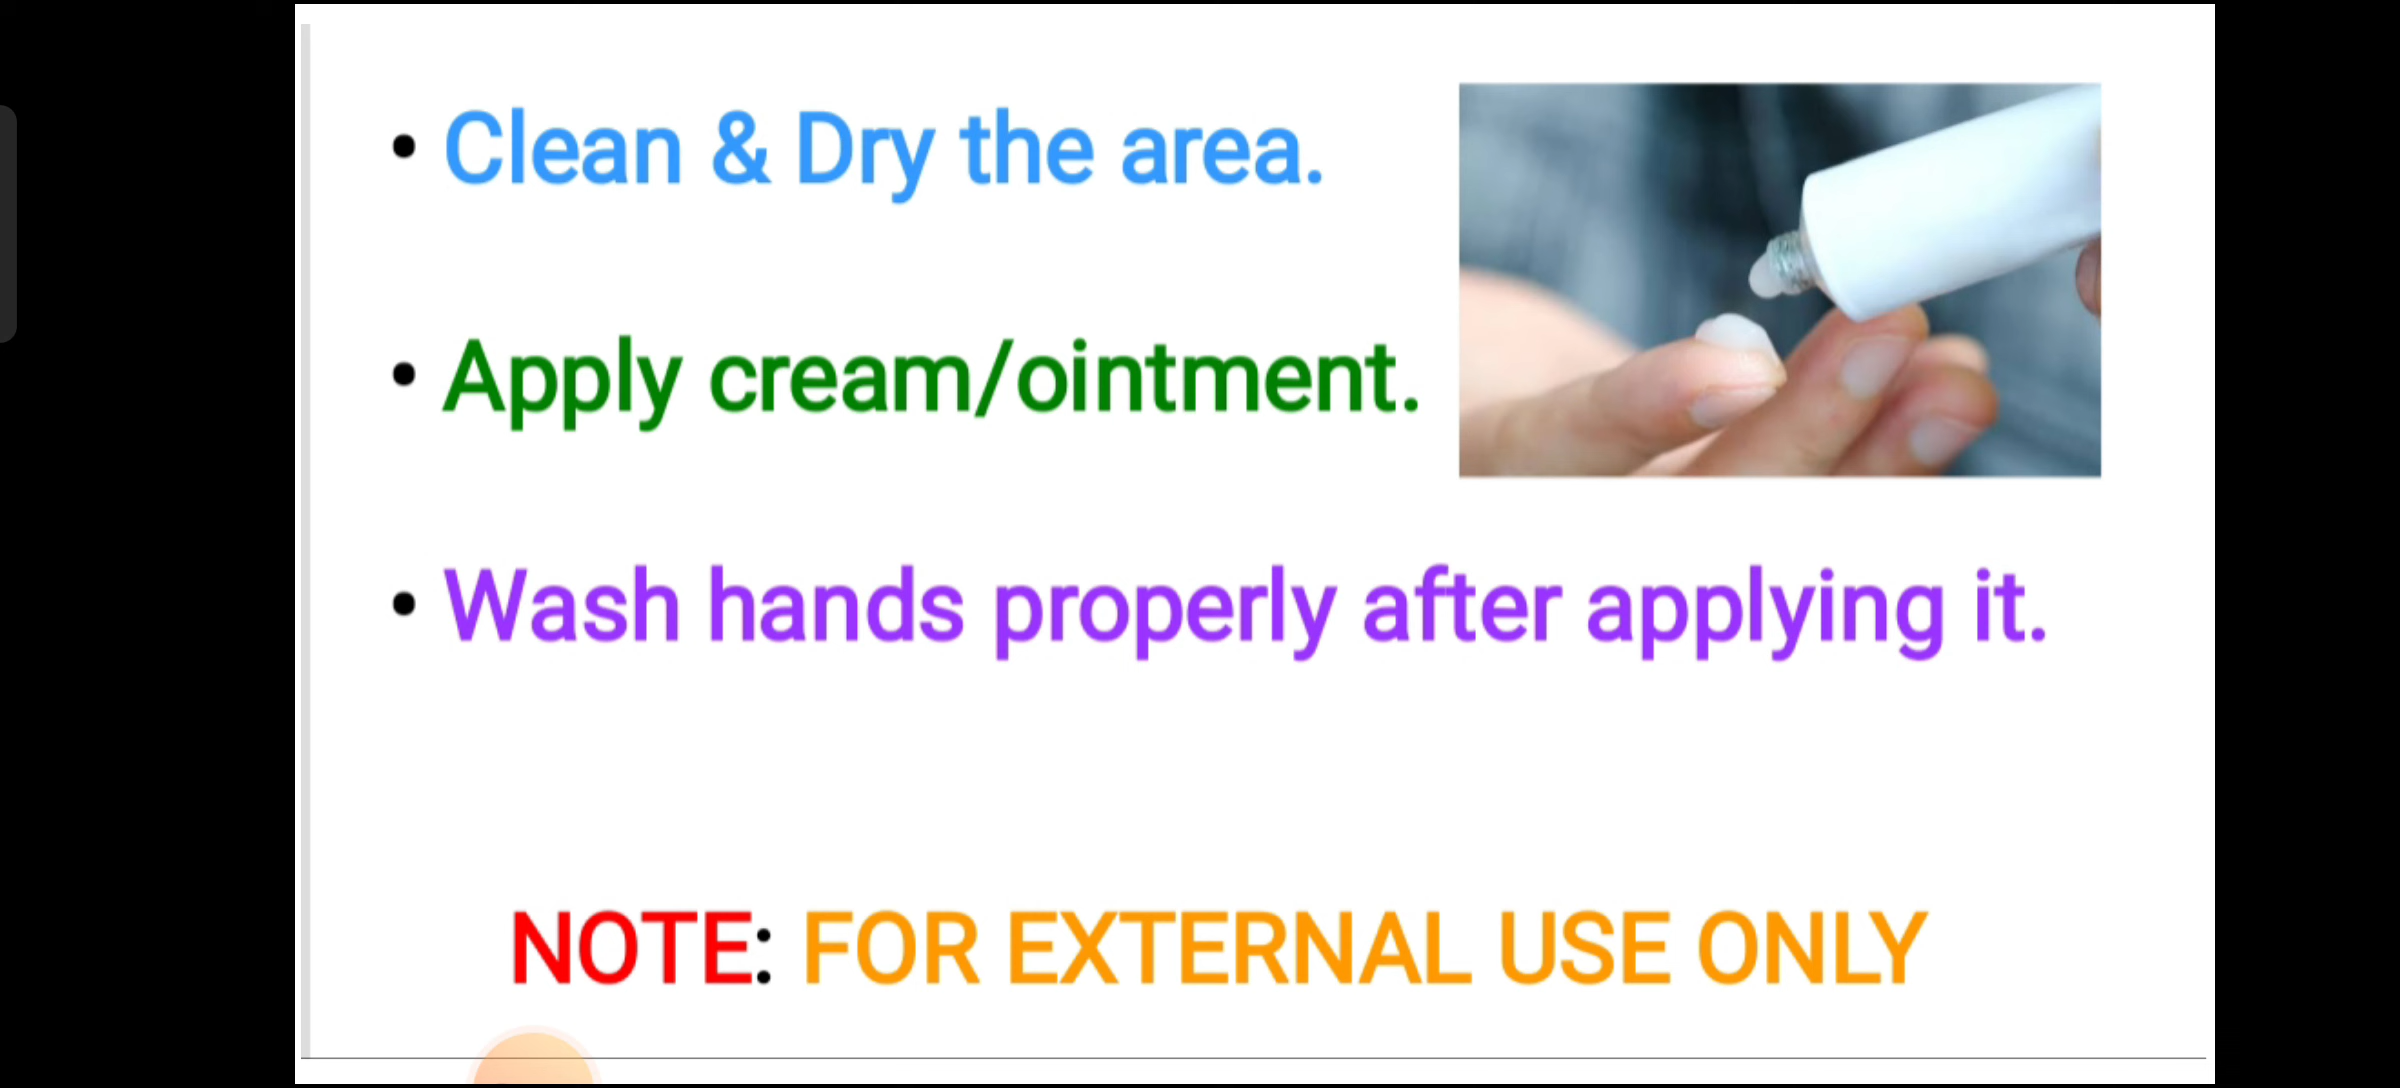 • Clean & Dry the area.
• Apply cream/ointment.
• Wash hands properly after applying it.
NOTE: FOR EXTERNAL USE ONLY